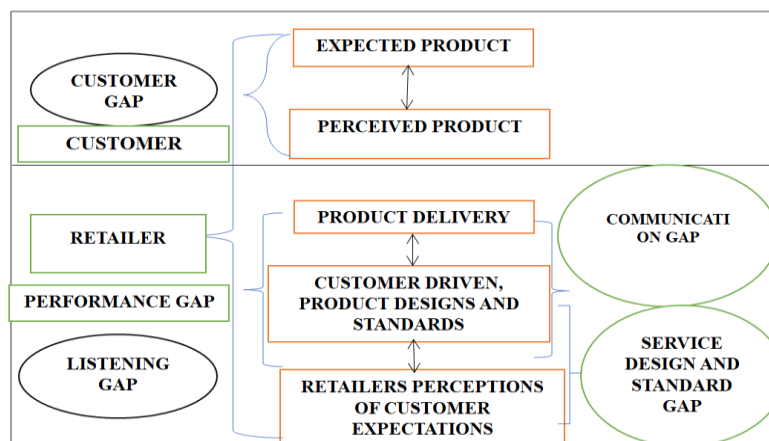 EXPECTED PRODUCT
CUSTOMER
GAP
PERCEIVED PRODUCT
CUSTOMER
PRODUCT DELIVERY
COMMUNICATI
ON GAP
RETAILER
CUSTOMER DRIVEN,
PRODUCT DESIGNS AND
STANDARDS
PERFORMANCE GAP
LISTENING
GAP
SERVICE
DESIGN AND
STANDARD
GAP
RETAILERS PERCEPTIONS
OF CUSTOMER
EXPECTATIONS